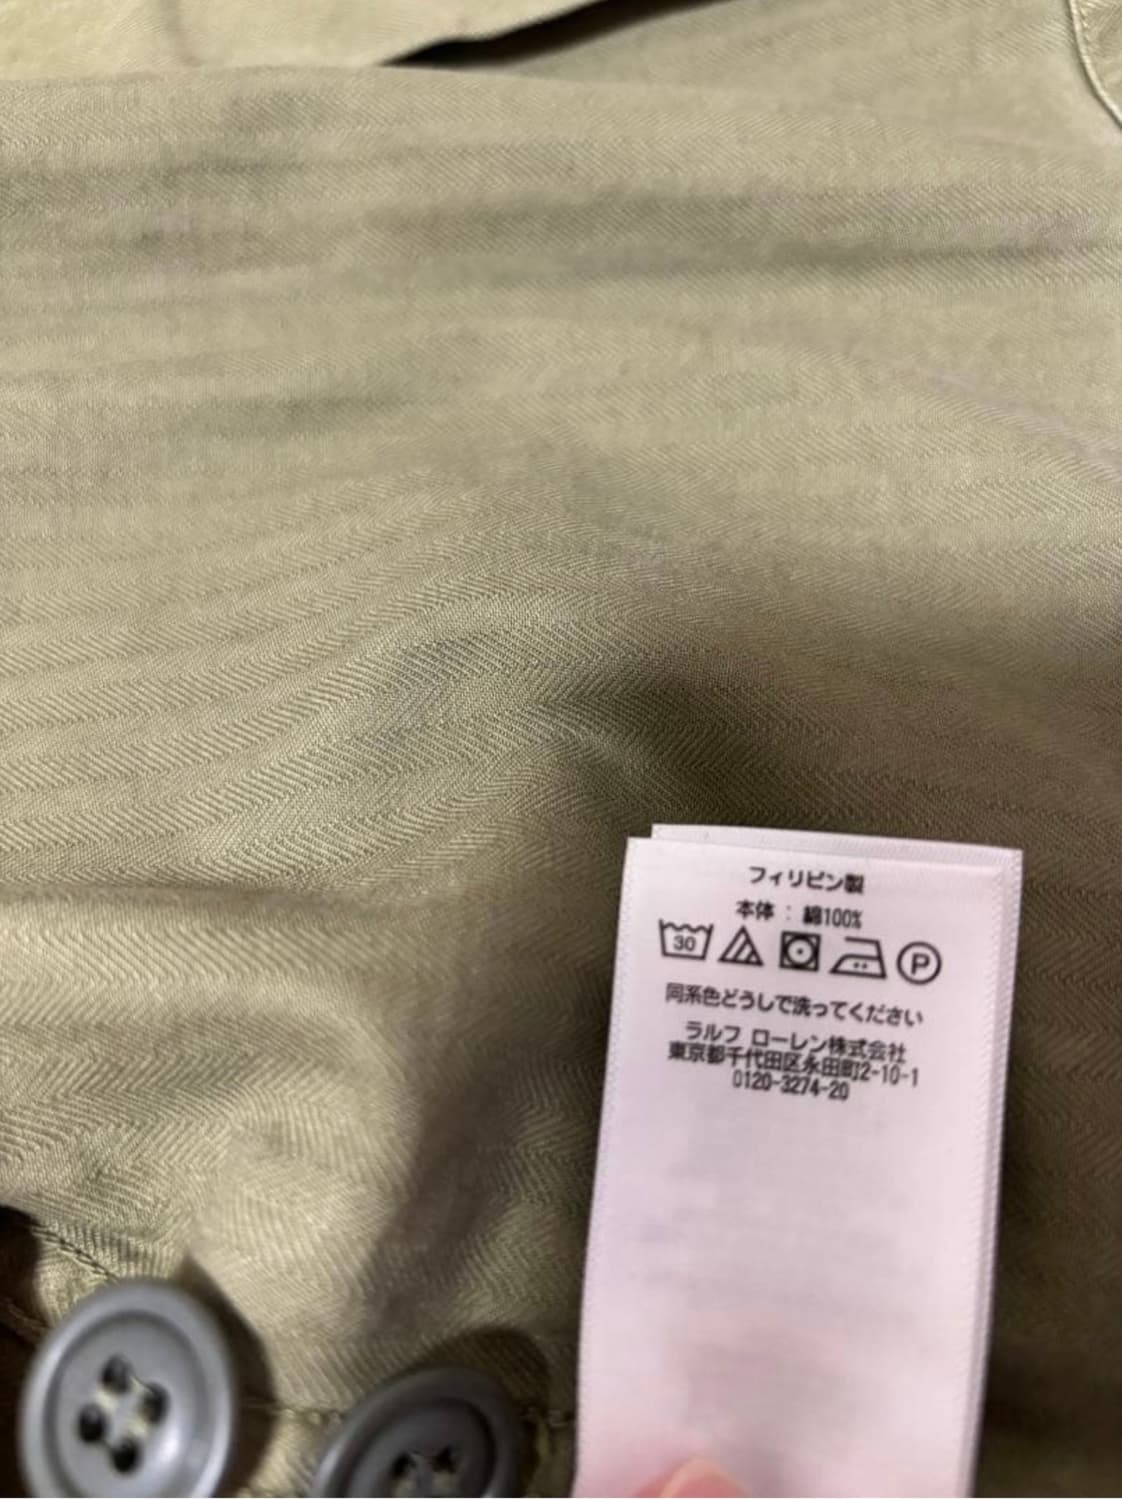 フィリピン製
本体 : 綿100%
30 P
同系色どうしで洗ってください
ラルフ ローレン株式会社
東京都千代田区永田町2-10-1
0120-3274-20